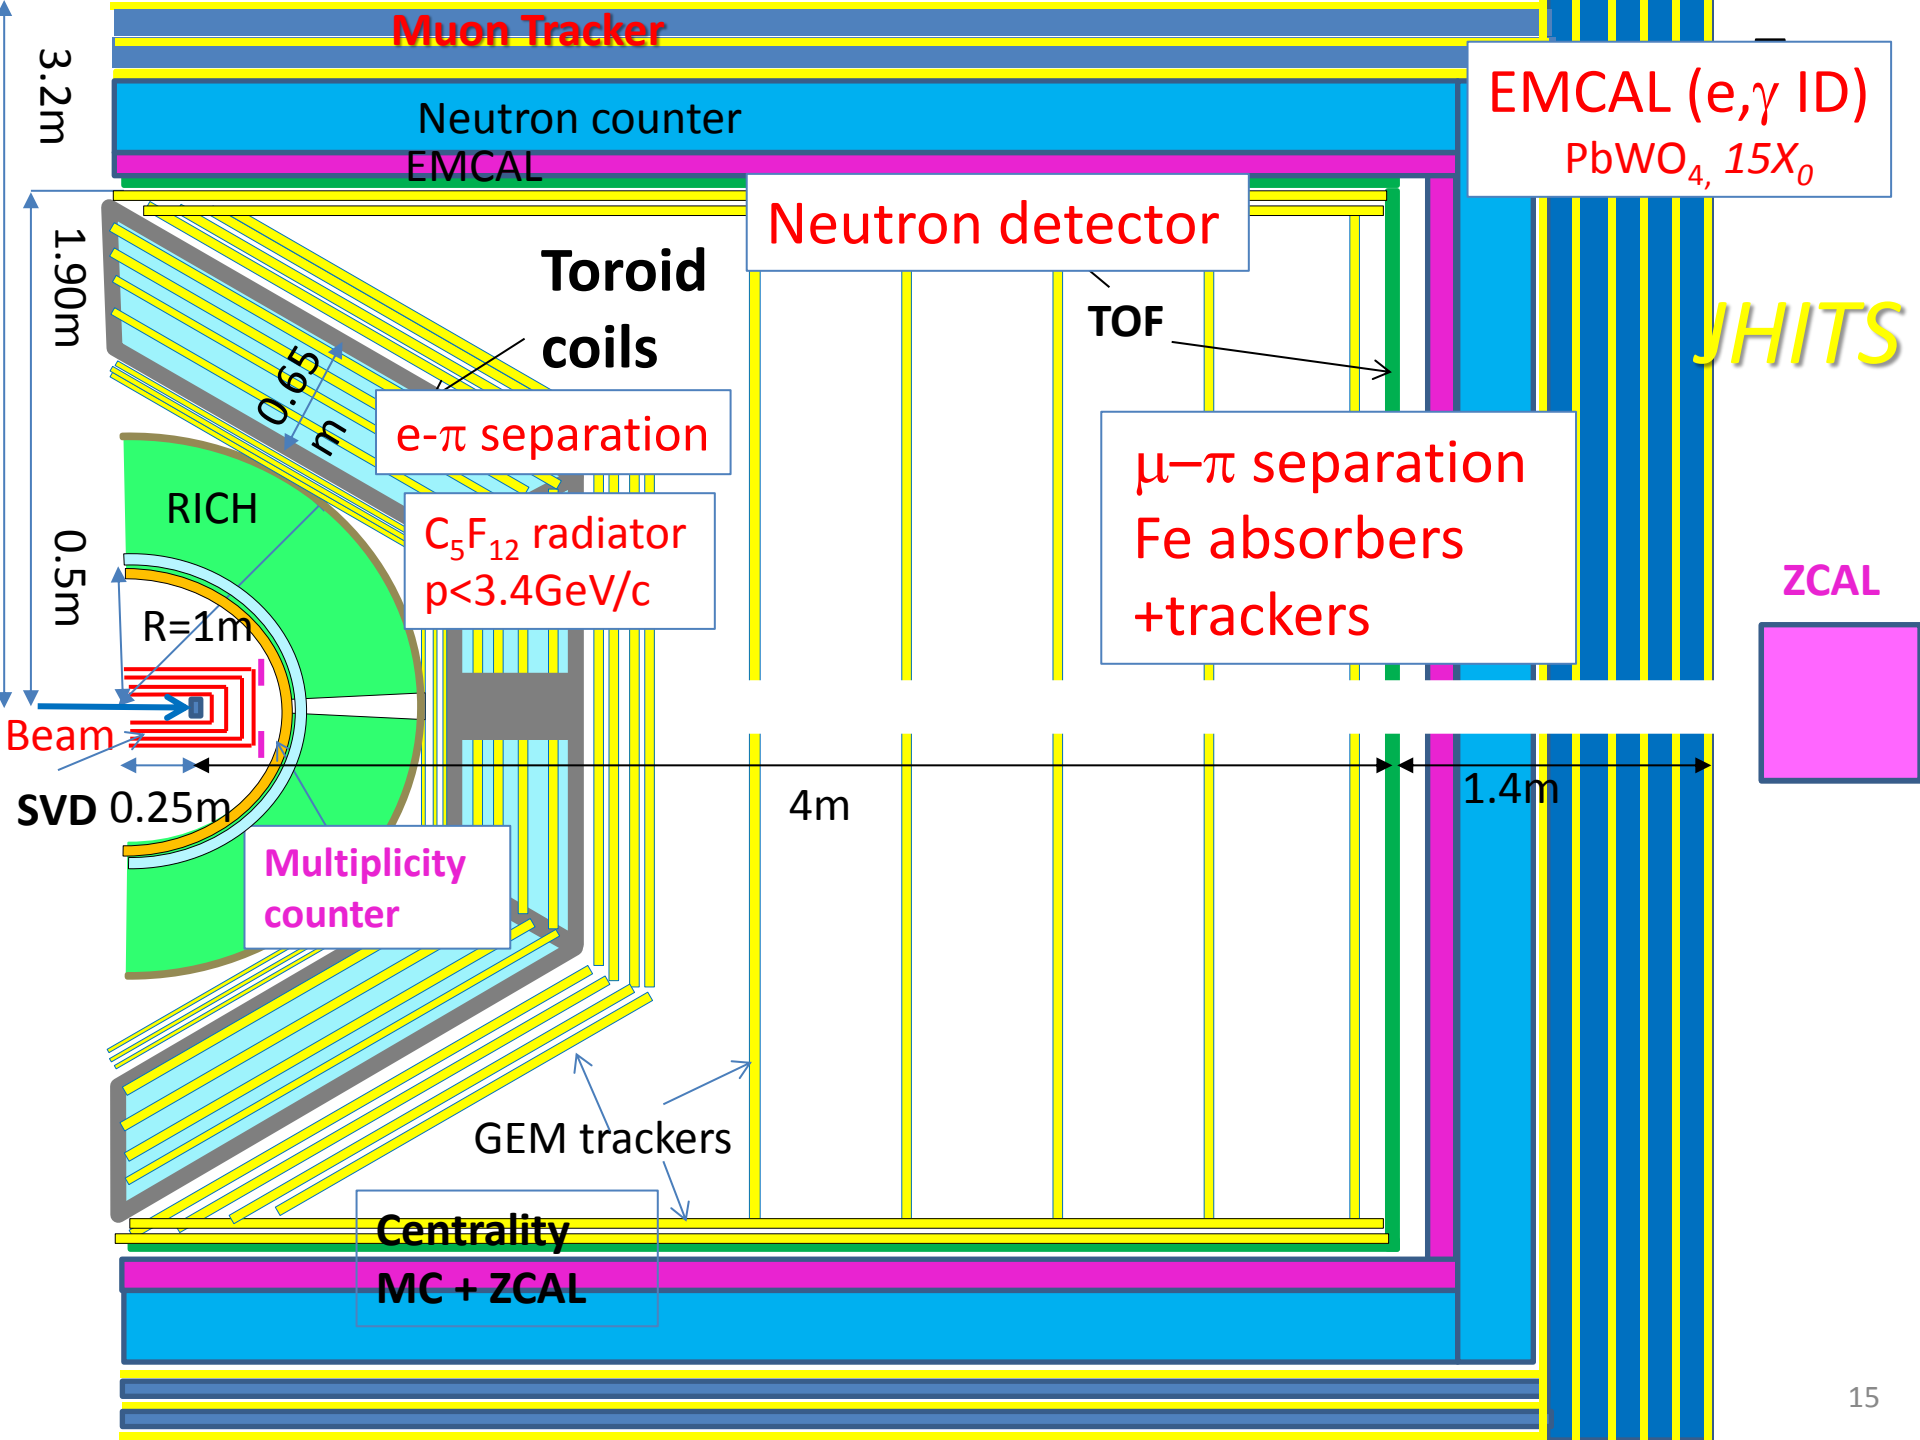 Muon Tracker
3.2m
Neutron counter
EMCAL
EMCAL (e,γ ID)
PbWO4, 15X0
Neutron detector
1.90m
Toroid
coils
TOF
JHITS
0.65
m
e-π separation
μ–π separation
Fe absorbers
+trackers
RICH
C5F12 radiator
p<3.4GeV/c
0.5m
R=1m
ZCAL
Beam
SVD 0.25m
4m
1.4m
Multiplicity
counter
GEM trackers
Centrality
MC + ZCAL
15